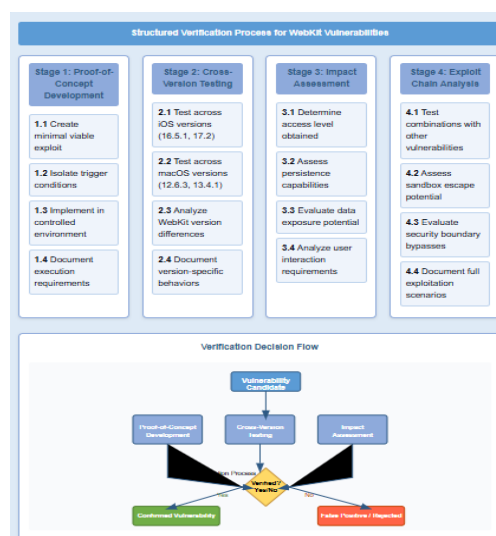 Structured Verification Process for WebKit Vulnerabilities
Stage 1: Proof-of-
Concept
Development
1.1 Create
minimal viable
exploit
1.2 Isolate trigger
conditions
1.3 Implement in
controlled
environment
1.4 Document
execution
requirements
Stage 2: Cross-
Version Testing
2.1 Test across
iOS versions
(16.5.1, 17.2)
2.2 Test across
macOS versions
(12.6.3, 13.4.1)
2.3 Analyze
WebKit version
differences
2.4 Document
version-specific
behaviors
Stage 3: Impact
Assessment
3.1 Determine
access level
obtained
3.2 Assess
persistence
capabilities
3.3 Evaluate data
exposure potential
3.4 Analyze user
interaction
requirements
Stage 4: Exploit
Chain Analysis
4.1 Test
combinations with
other
vulnerabilities
4.2 Assess
sandbox escape
potential
4.3 Evaluate
security boundary
bypasses
4.4 Document full
exploitation
scenarios
Verification Decision Flow
Vulnerability
Candidate
Proof-of-Concept
Development
Cross-Version
Testing
Impact
Assessment
Process
Verified?
Yes/No
Yes
No
Confirmed Vulnerability
False Positive / Rejected